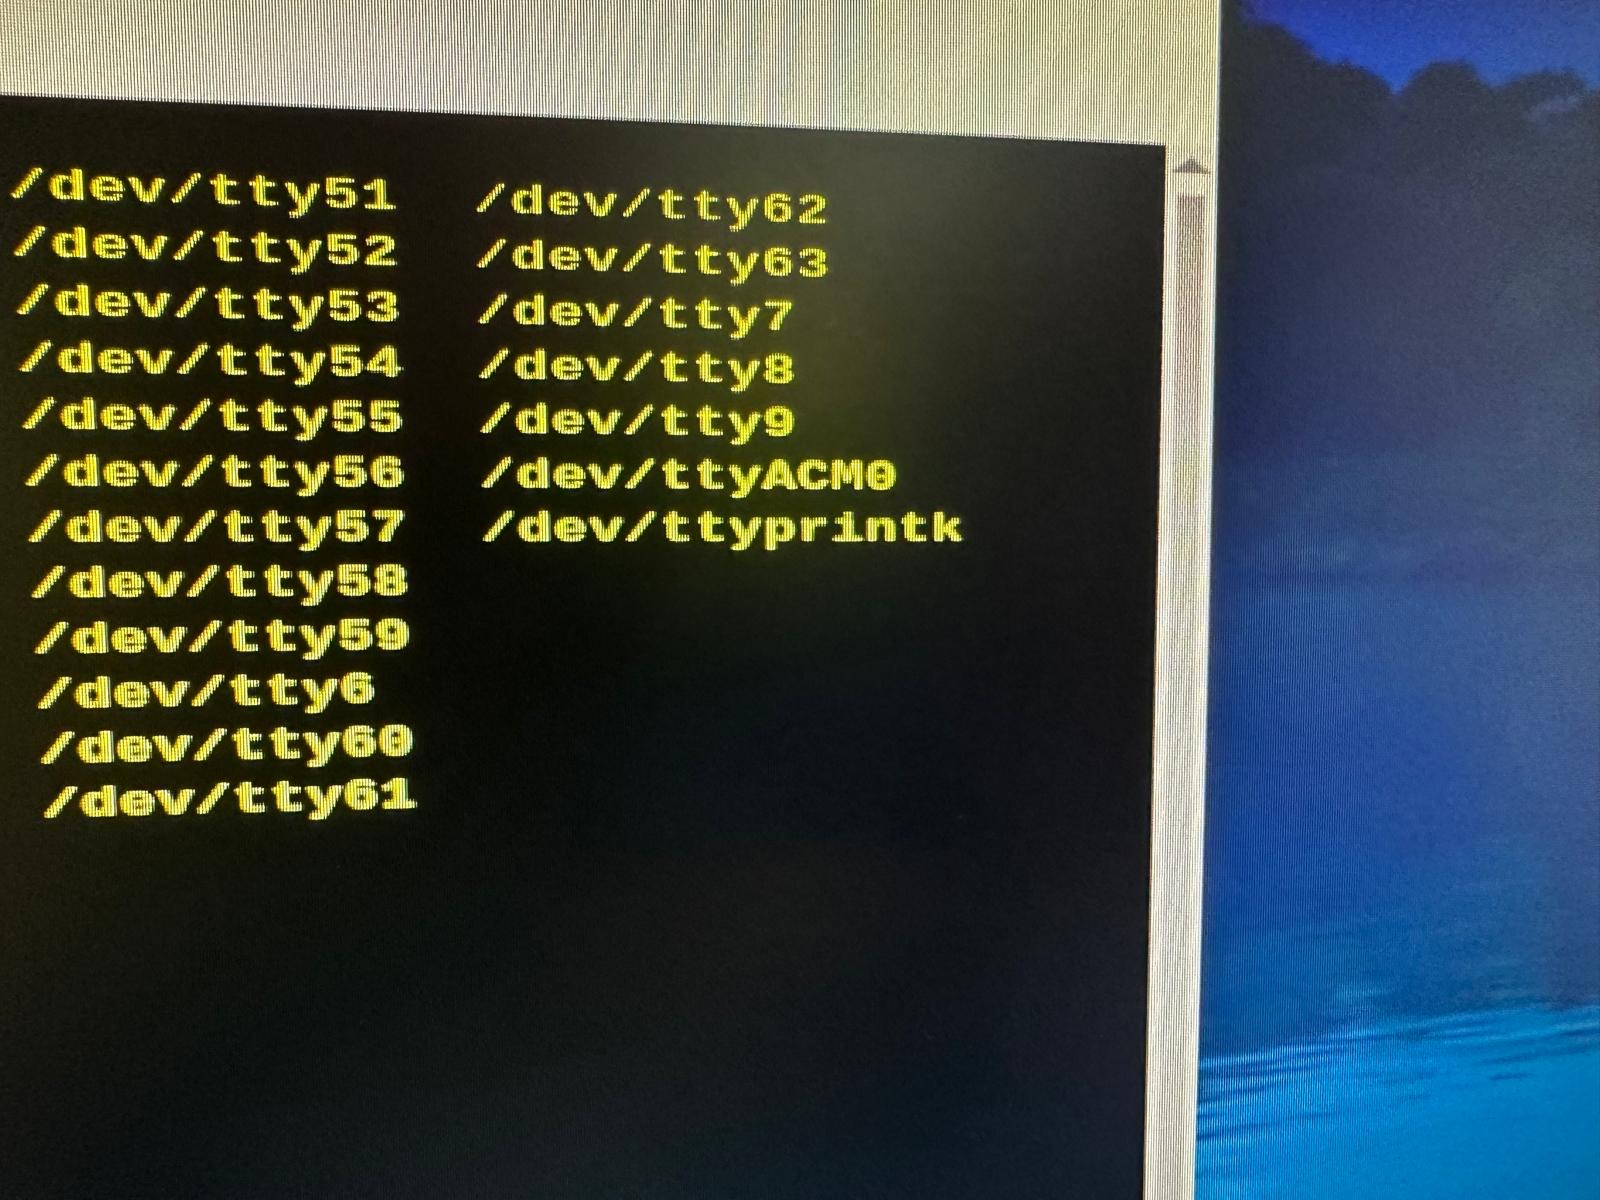 /dev/tty51 /dev/tty62
/dev/tty52 /dev/tty63
/dev/tty53 /dev/tty7
/dev/tty54 /dev/tty8
/dev/tty55 /dev/tty9
/dev/tty56 /dev/ttyACM0
/dev/tty57 /dev/ttyprintk
/dev/tty58
/dev/tty59
/dev/tty6
/dev/tty60
/dev/tty61